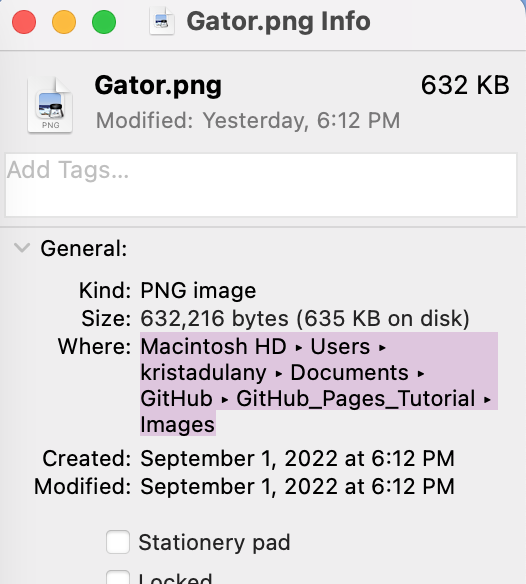 Gator.png Info
Gator.png 632 KB
Modified: Yesterday, 6:12 PM
PNG
Add Tags...
General:
Kind: PNG image
Size: 632,216 bytes (635 KB on disk)
Where: Macintosh HD ▸ Users ▸
kristadulany ▸ Documents ▸
GitHub ▸ GitHub_Pages_Tutorial ▸
Images
Created: September 1, 2022 at 6:12 PM
Modified: September 1, 2022 at 6:12 PM
Stationery pad
Locked